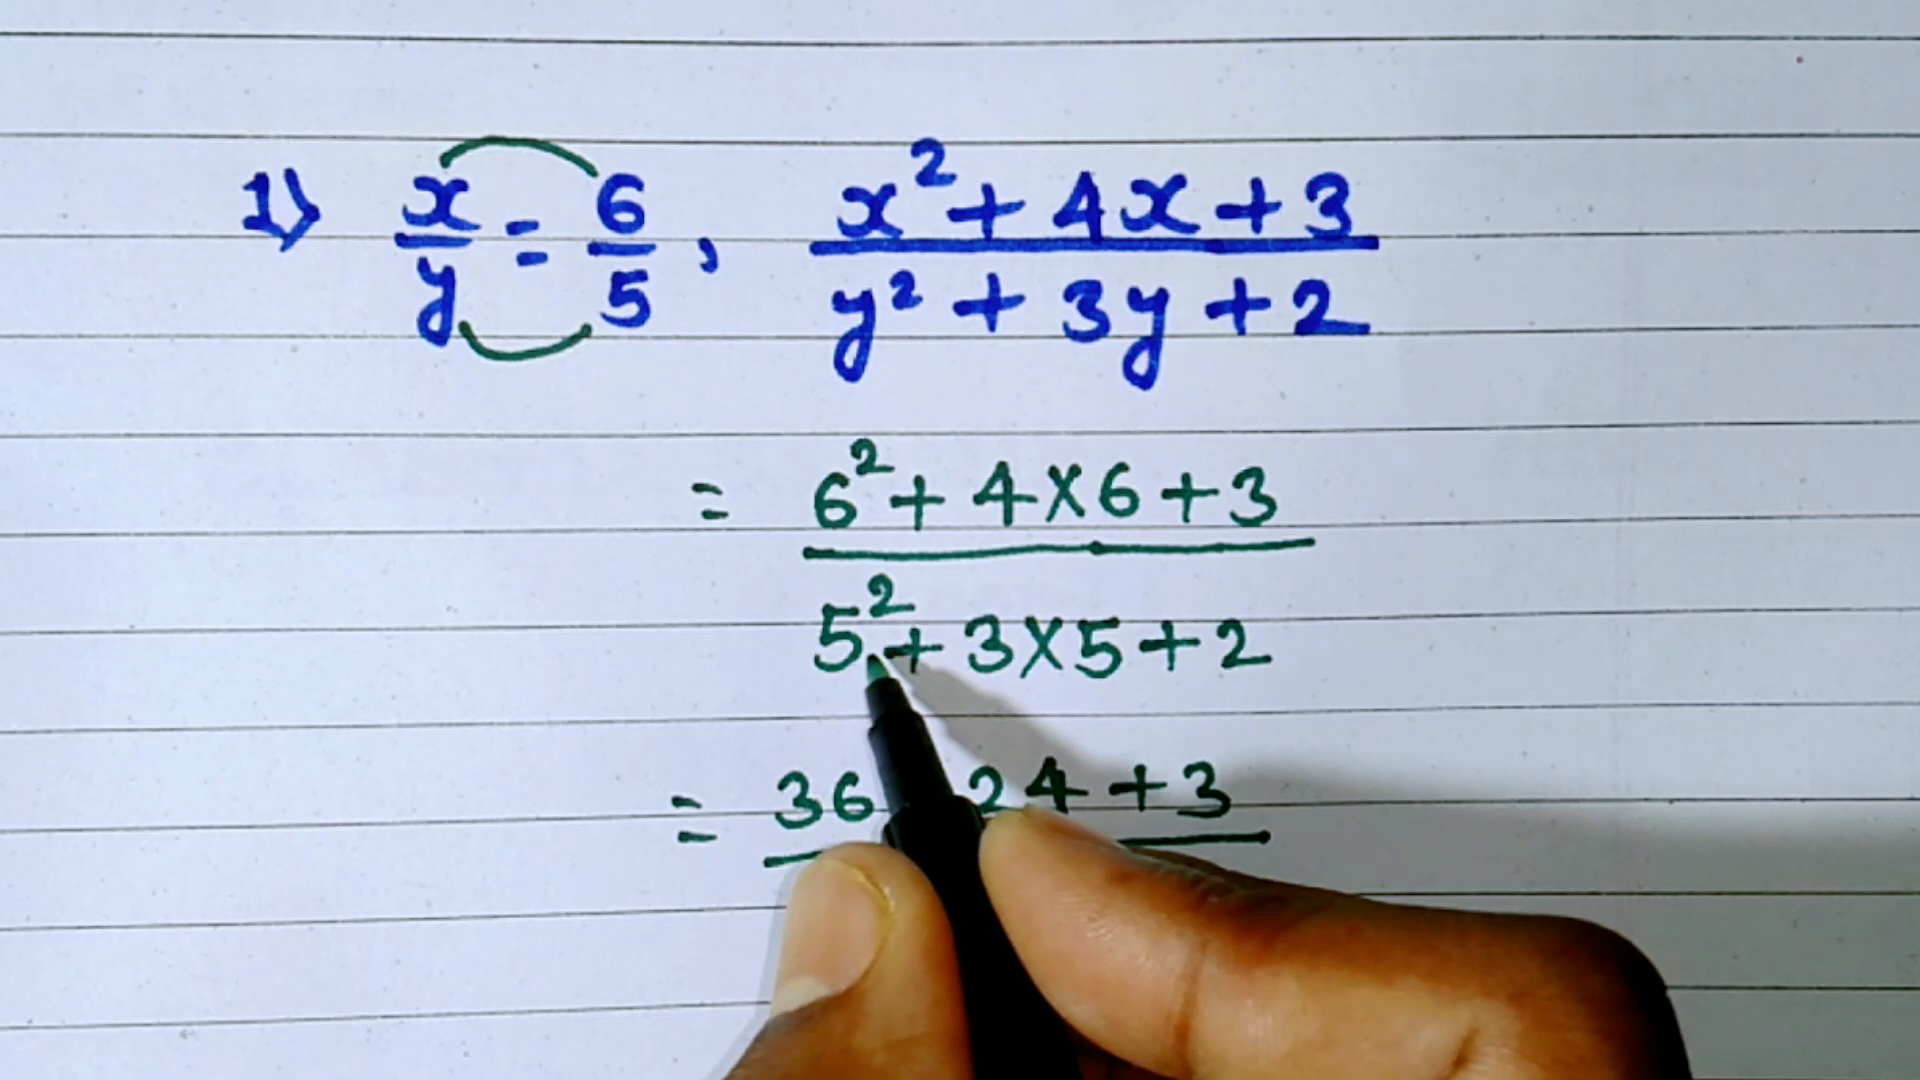 1) x/y = 6/5 , x² + 4x + 3 / y² + 3y + 2
= 6² + 4×6 + 3 / 5² + 3×5 + 2
= 36 24 + 3